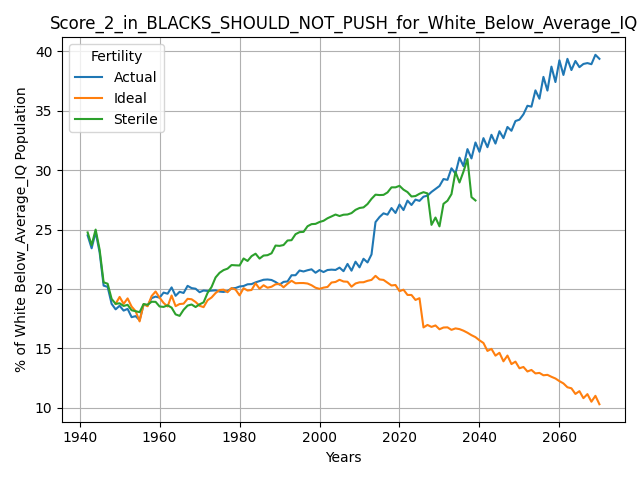 Score_2_in_BLACKS_SHOULD_NOT_PUSH_for_White_Below_Average_IQ
Fertility
Actual
Ideal
Sterile
% of White Below_Average_IQ Population
40
35
30
25
20
15
10
1940
1960
1980
2000
2020
2040
2060
Years